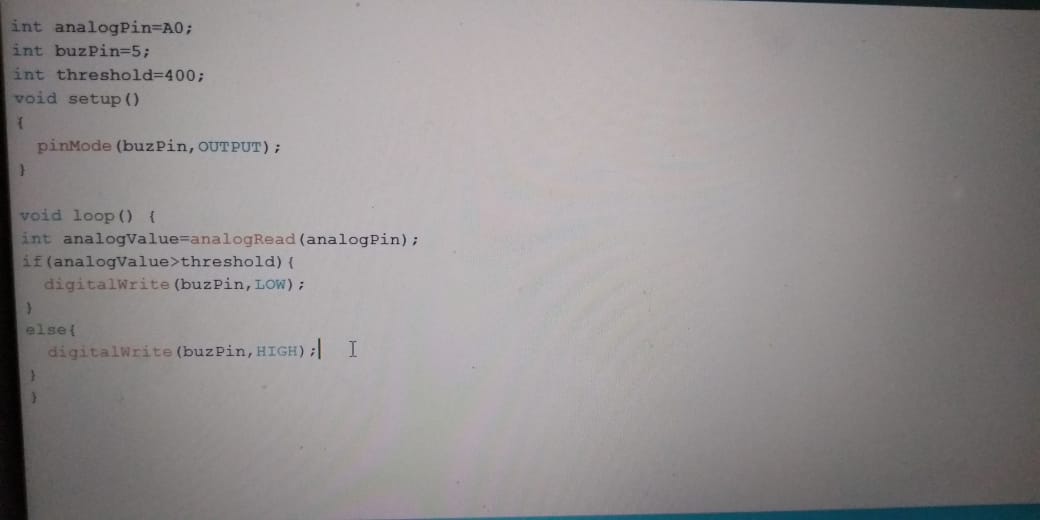 int analogPin=A0;
int buzPin=5;
int threshold=400;
void setup()
{
  pinMode(buzPin,OUTPUT);
}

void loop() {
int analogValue=analogRead(analogPin);
if(analogValue>threshold){
  digitalWrite(buzPin,LOW);
}
else{
  digitalWrite(buzPin,HIGH);
}
}